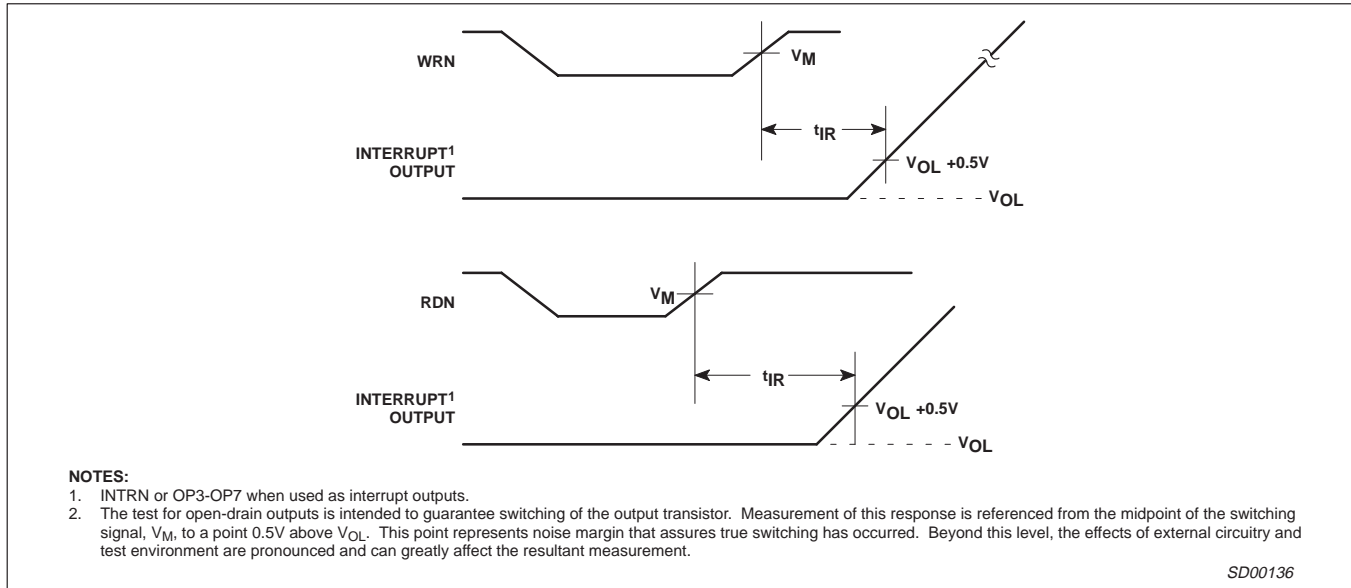 WRN
VM
tIR
INTERRUPT1
OUTPUT
VOL +0.5V
VOL
RDN
VM
tIR
INTERRUPT1
OUTPUT
VOL +0.5V
VOL
NOTES:
1. INTRN or OP3-OP7 when used as interrupt outputs.
2. The test for open-drain outputs is intended to guarantee switching of the output transistor. Measurement of this response is referenced from the midpoint of the switching
signal, VM, to a point 0.5V above VOL. This point represents noise margin that assures true switching has occurred. Beyond this level, the effects of external circuitry and
test environment are pronounced and can greatly affect the resultant measurement.
SD00136